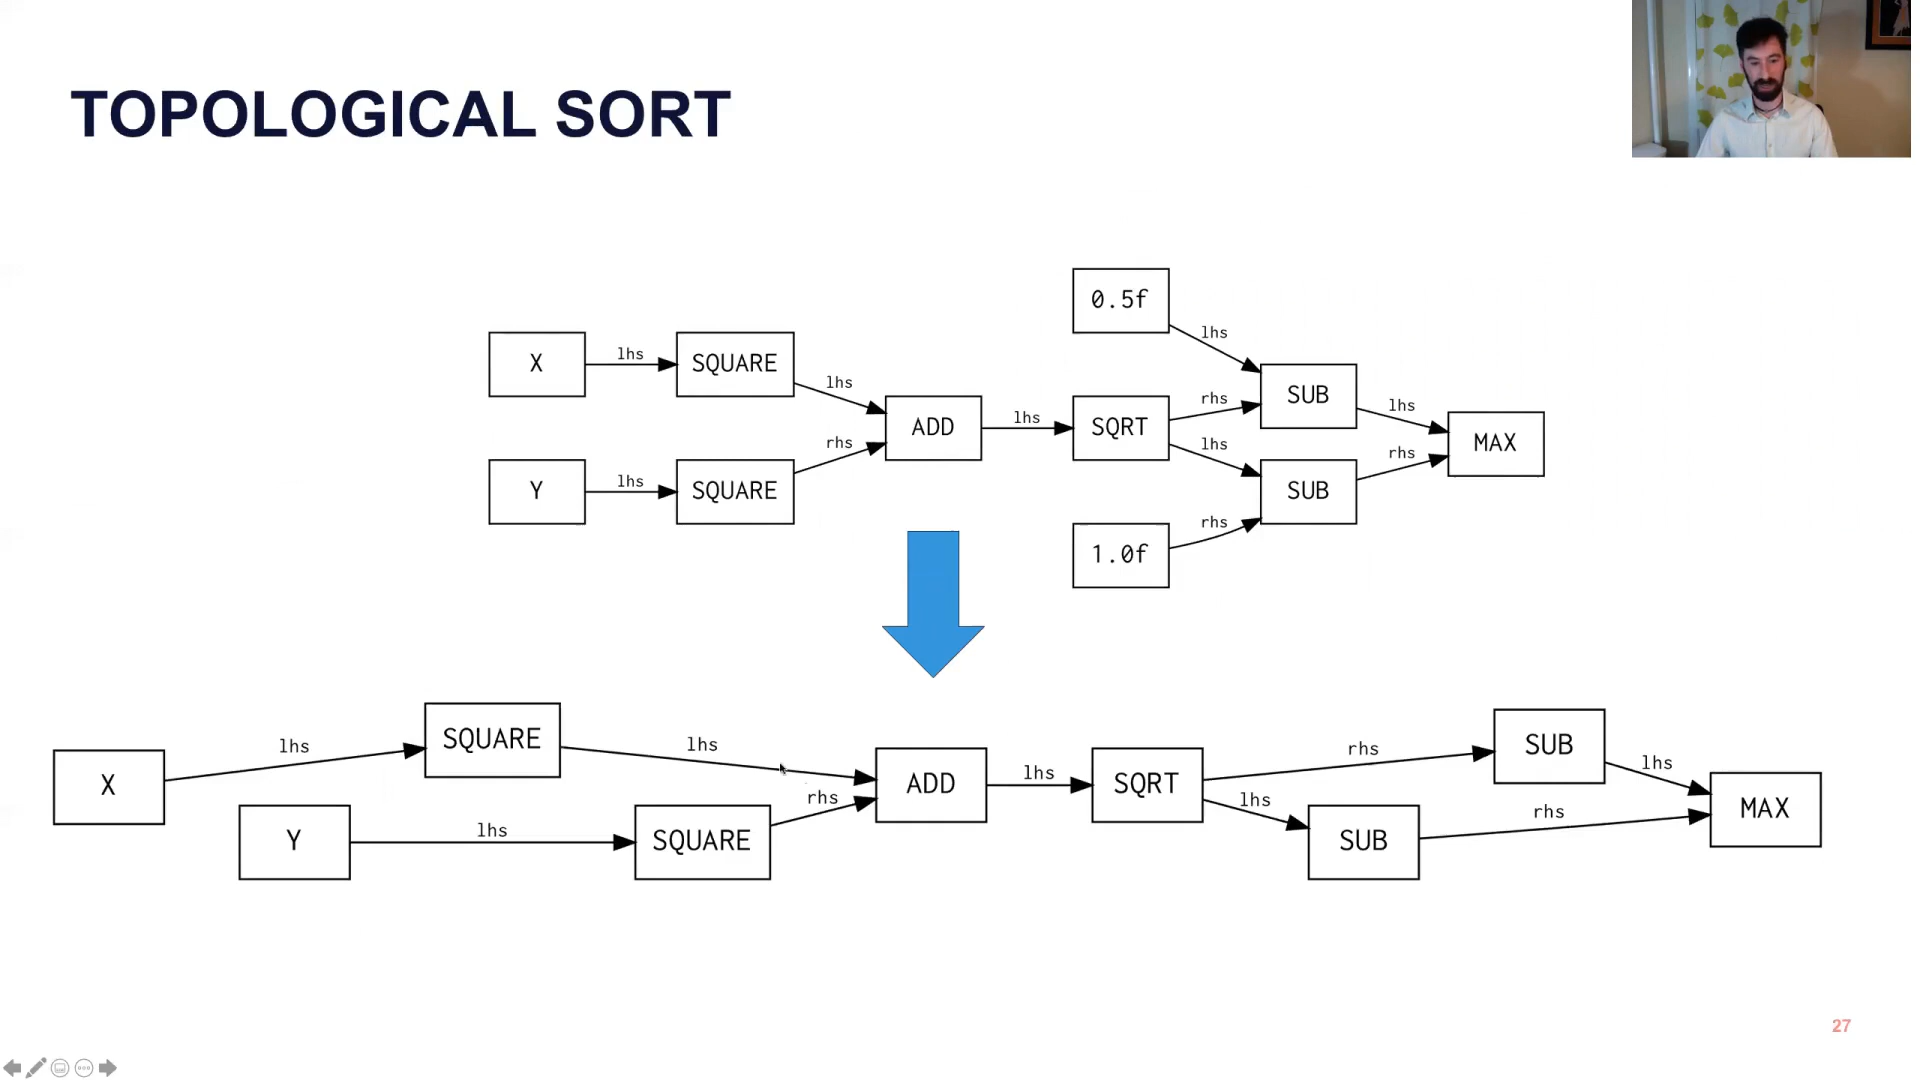 TOPOLOGICAL SORT
0.5f
lhs
X
lhs
SQUARE
lhs
SUB
lhs
rhs
ADD
lhs
SQRT
MAX
rhs
lhs
rhs
Y
lhs
SQUARE
SUB
rhs
1.0f
X
lhs
SQUARE
lhs
ADD
lhs
SQRT
rhs
SUB
lhs
MAX
Y
lhs
SQUARE
rhs
lhs
SUB
rhs
27